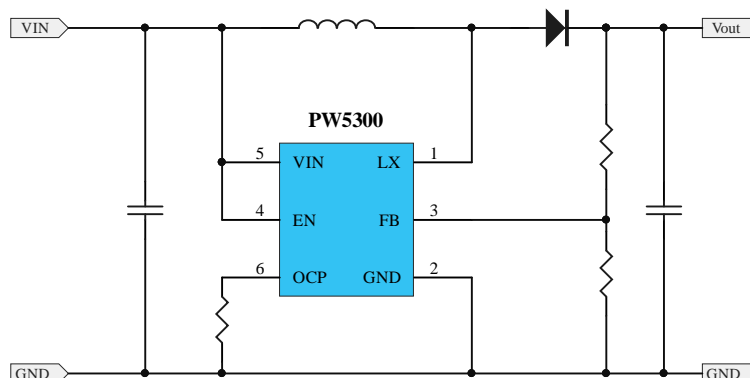 VIN
Vout
PW5300
5 VIN LX 1
4 EN FB 3
6 OCP GND 2
GND
GND